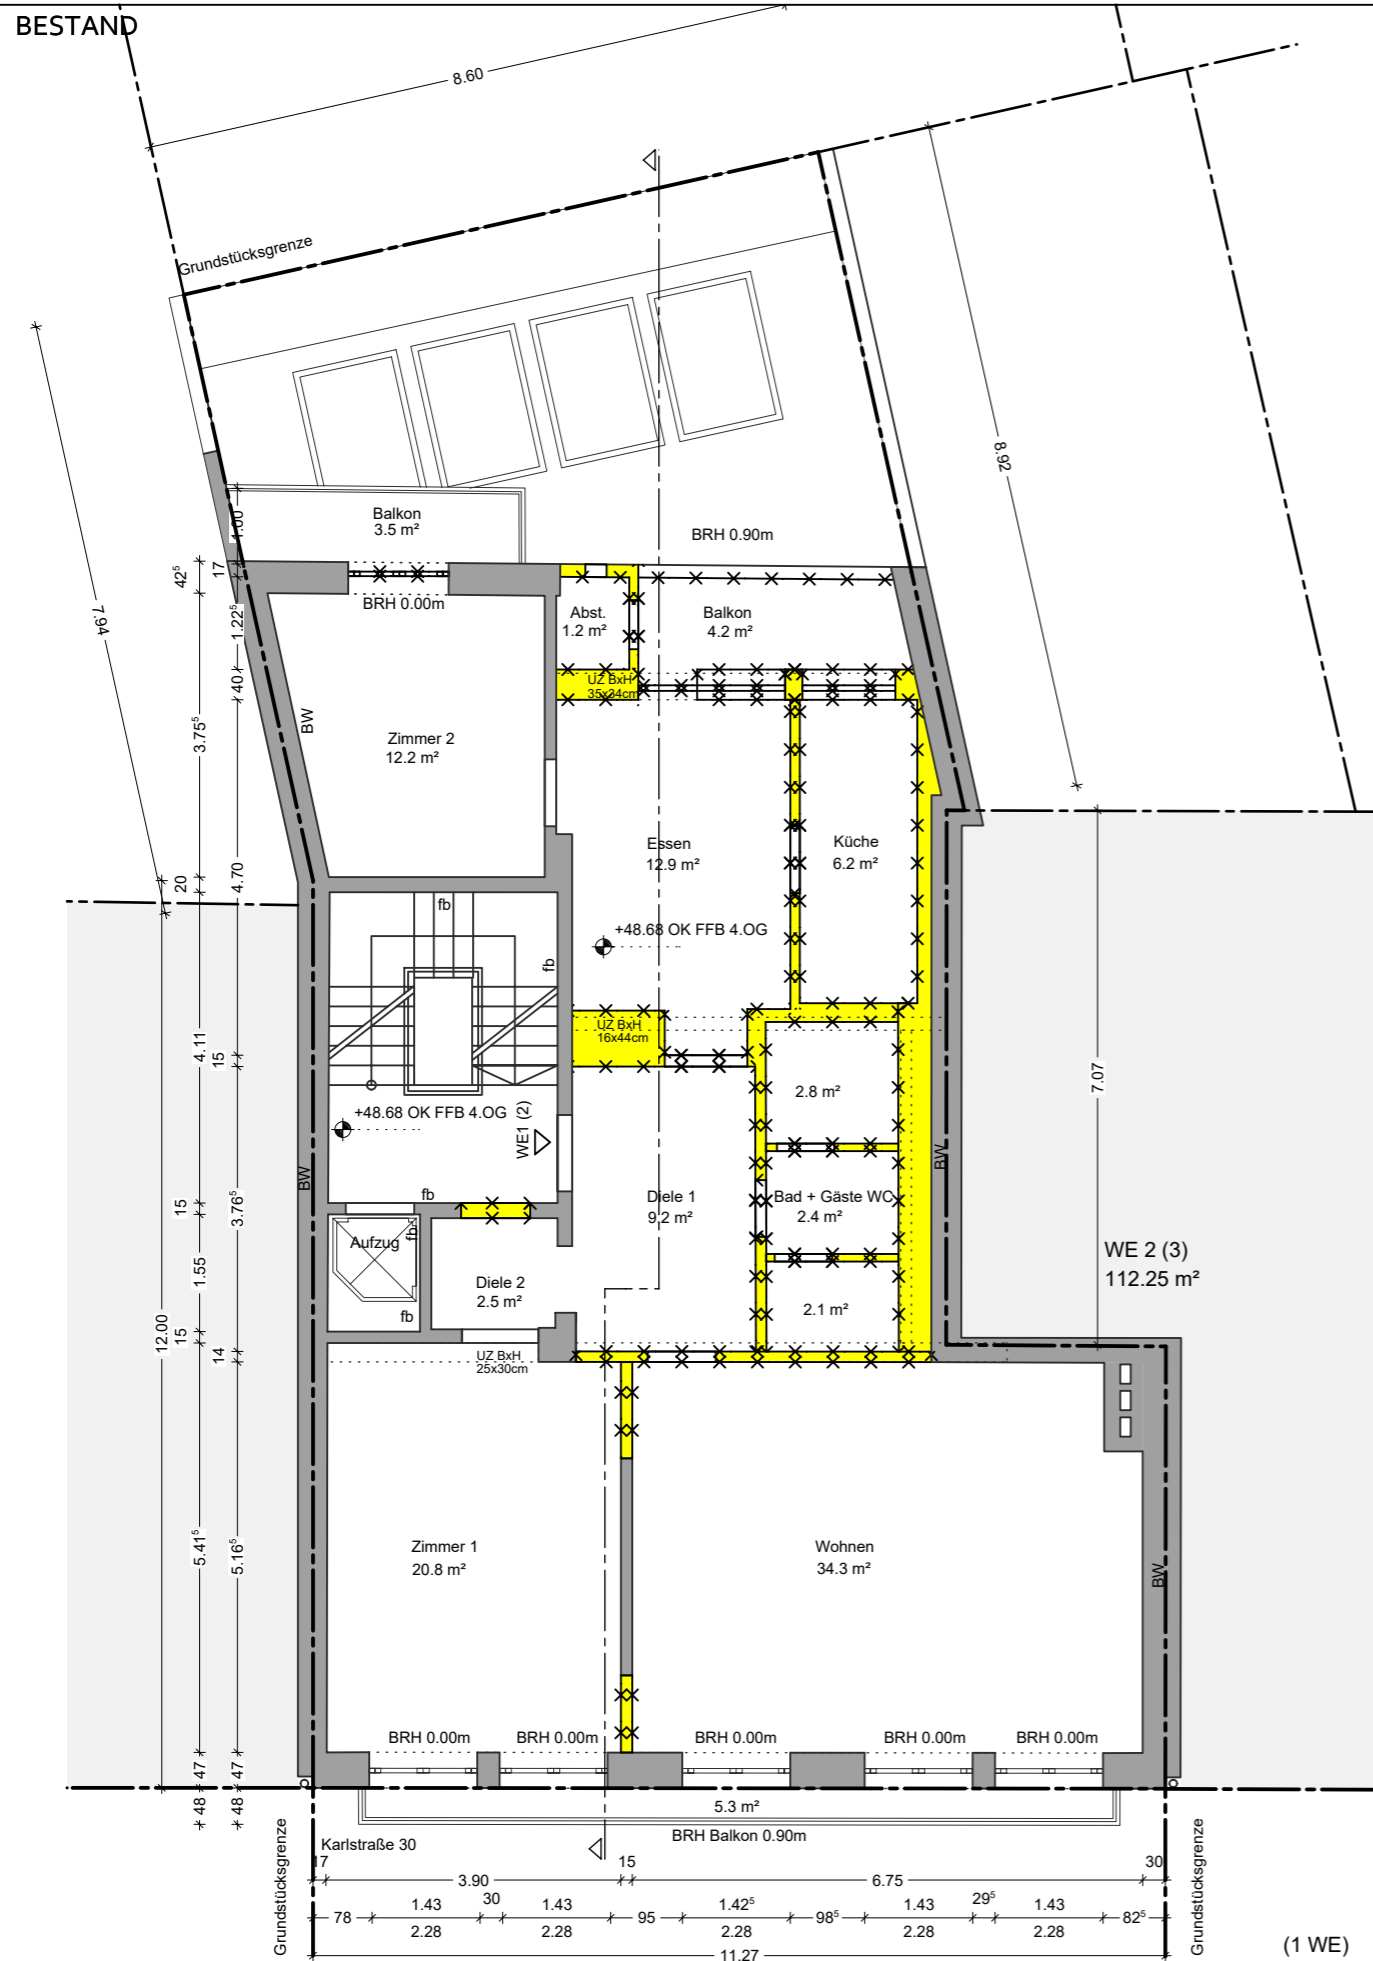 BESTAND
8.60
Grundstücksgrenze
8.92
7.94
Balkon
3.5 m²
1.00
BRH 0.90m
42⁵
17
BRH 0.00m
1.22⁵
Abst.
1.2 m²
Balkon
4.2 m²
40
UZ BxH
35x34cm
BW
3.75⁵
Zimmer 2
12.2 m²
Essen
12.9 m²
Küche
6.2 m²
20
4.70
fb
fb
+48.68 OK FFB 4.OG
UZ BxH
16x44cm
4.11
15
2.8 m²
7.07
+48.68 OK FFB 4.OG
WE1 (2)
BW
BW
fb
15
3.76⁵
Diele 1
9.2 m²
Bad + Gäste WC
2.4 m²
Aufzug
fb
1.55
Diele 2
2.5 m²
fb
2.1 m²
WE 2 (3)
112.25 m²
12.00
15
14
UZ BxH
25x30cm
5.41⁵
5.16⁵
Zimmer 1
20.8 m²
Wohnen
34.3 m²
BW
BRH 0.00m
BRH 0.00m
BRH 0.00m
BRH 0.00m
BRH 0.00m
47
47
48
48
5.3 m²
BRH Balkon 0.90m
Grundstücksgrenze
Karlstraße 30
Grundstücksgrenze
17
3.90
15
6.75
30
78
1.43
2.28
30
1.43
2.28
95
1.42⁵
2.28
98⁵
1.43
2.28
29⁵
1.43
2.28
82⁵
11.27
(1 WE)